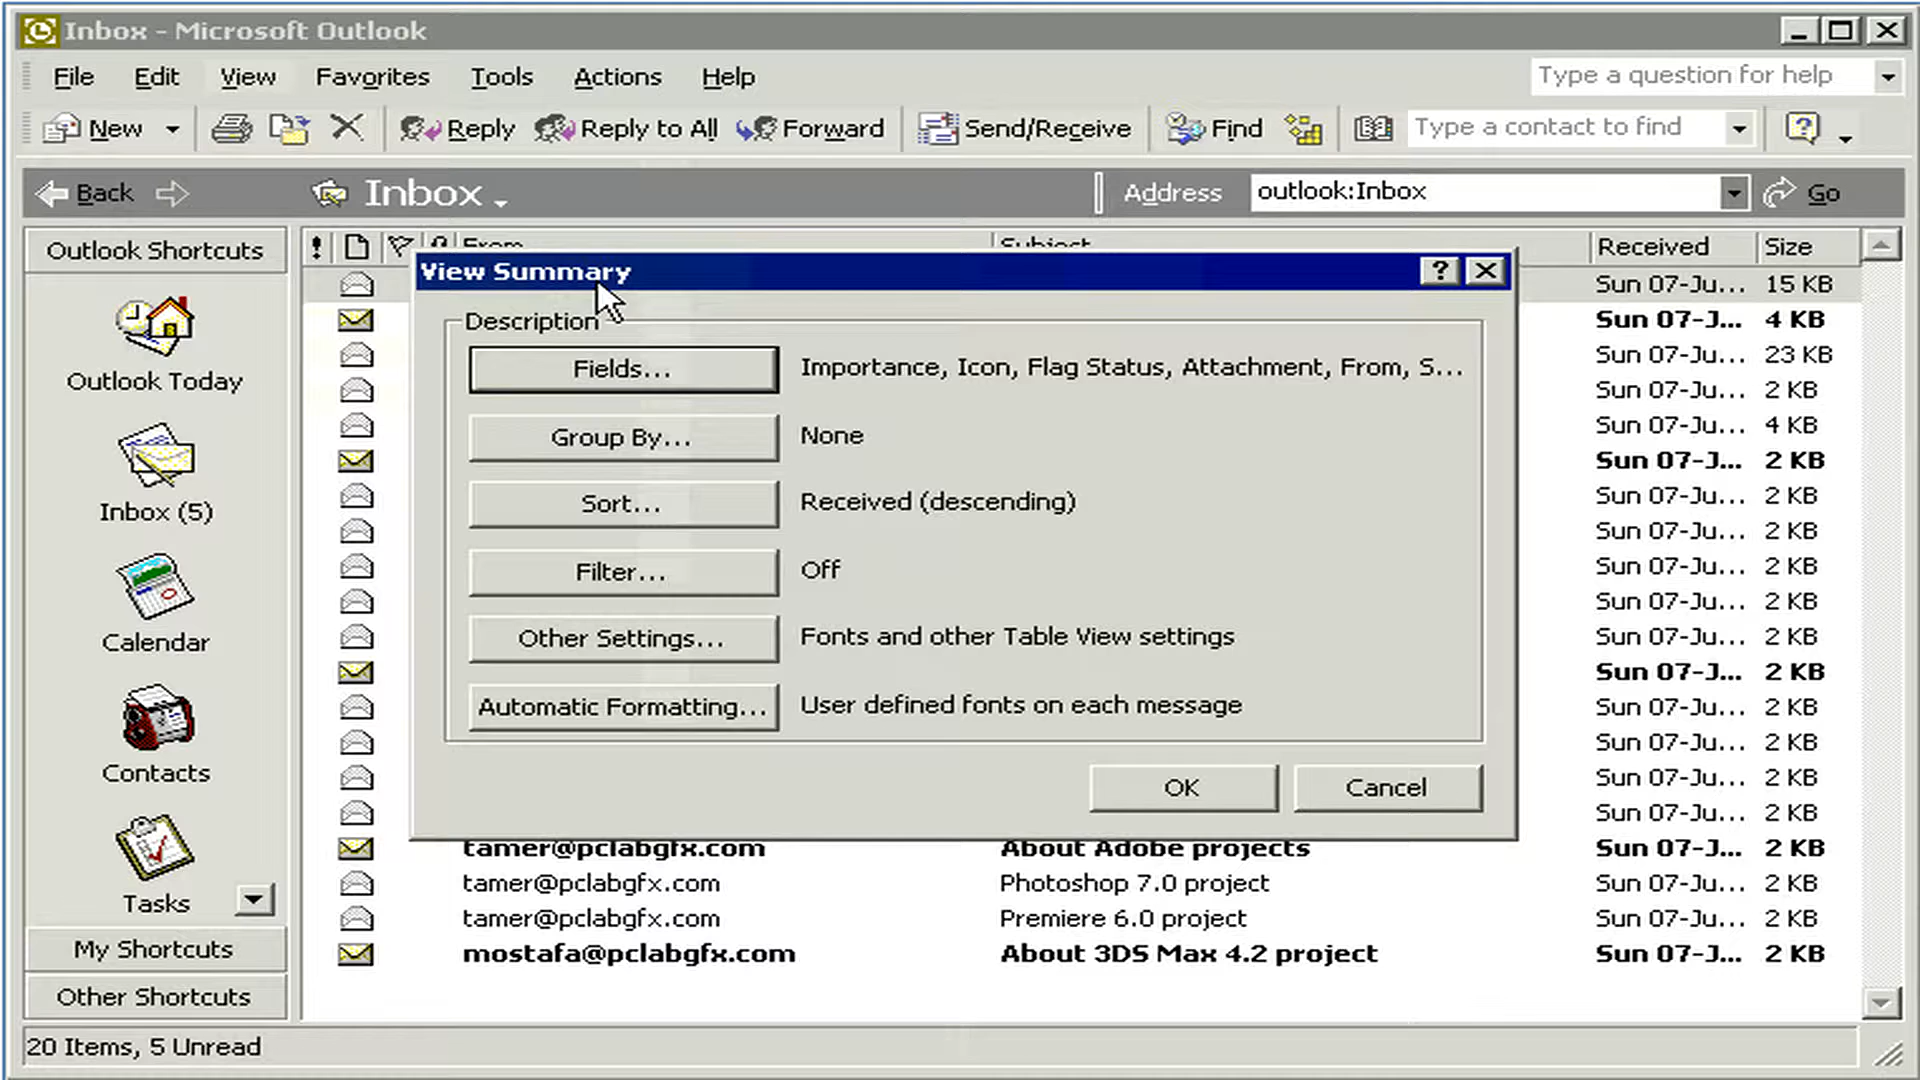 Inbox - Microsoft Outlook
File Edit View Favorites Tools Actions Help Type a question for help
New Reply Reply to All Forward Send/Receive Find Type a contact to find
Back Inbox Address outlook:Inbox Go
Outlook Shortcuts
! From Subject Received Size
View Summary
Sun 07-Ju... 15 KB
Description
Sun 07-J... 4 KB
Fields... Importance, Icon, Flag Status, Attachment, From, S...
Sun 07-Ju... 23 KB
Outlook Today
Sun 07-Ju... 2 KB
Group By... None
Sun 07-Ju... 4 KB
Sun 07-J... 2 KB
Sort... Received (descending)
Sun 07-Ju... 2 KB
Inbox (5)
Sun 07-Ju... 2 KB
Filter... Off
Sun 07-Ju... 2 KB
Sun 07-Ju... 2 KB
Other Settings... Fonts and other Table View settings
Sun 07-Ju... 2 KB
Calendar
Sun 07-J... 2 KB
Automatic Formatting... User defined fonts on each message
Sun 07-Ju... 2 KB
Sun 07-Ju... 2 KB
Contacts
Sun 07-Ju... 2 KB
OK Cancel
Sun 07-Ju... 2 KB
tamer@pclabgfx.com About Adobe projects Sun 07-J... 2 KB
tamer@pclabgfx.com Photoshop 7.0 project Sun 07-Ju... 2 KB
Tasks
tamer@pclabgfx.com Premiere 6.0 project Sun 07-Ju... 2 KB
mostafa@pclabgfx.com About 3DS Max 4.2 project Sun 07-J... 2 KB
My Shortcuts
Other Shortcuts
20 Items, 5 Unread